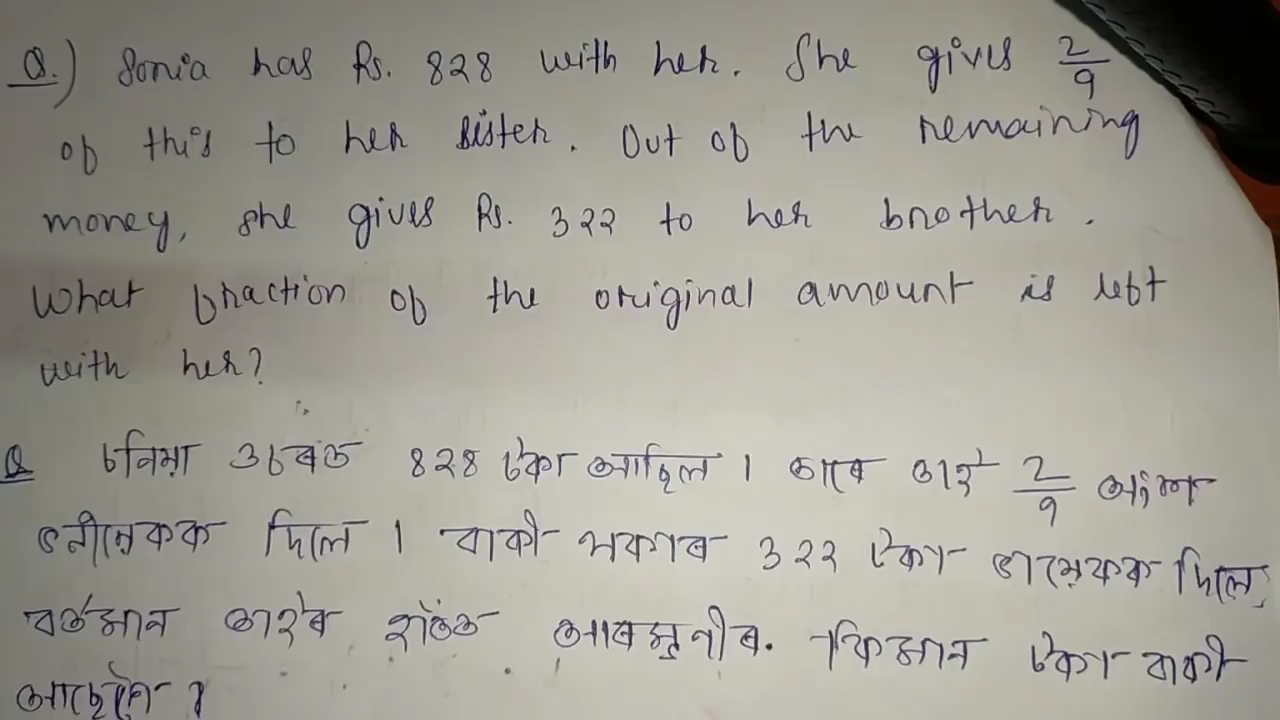 Q.) Sonia has Rs. 828 with her. She gives 2/9
of this to her sister. Out of the remaining
money, she gives Rs. 322 to her brother.
What fraction of the original amount is left
with her?
Q চনিয়া ওচৰত 828 টকা আছিল । তাৰে তাই 2/9 অংশ
ভনীয়েকক দিলে । বাকী থকাৰ 322 টকা ভায়েকক দিলে,
বৰ্তমান তাইৰ হাতত আৰম্ভণীৰ. কিমান টকা বাকী
আছেগৈ ?